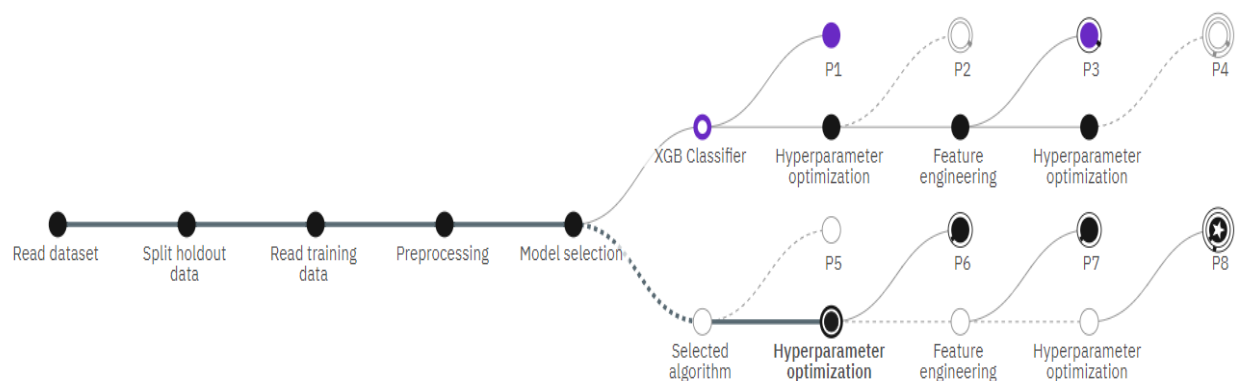 P1
P2
P3
P4
XGB Classifier
Hyperparameter
optimization
Feature
engineering
Hyperparameter
optimization
Read dataset
Split holdout
data
Read training
data
Preprocessing
Model selection
P5
P6
P7
P8
Selected
algorithm
Hyperparameter
optimization
Feature
engineering
Hyperparameter
optimization